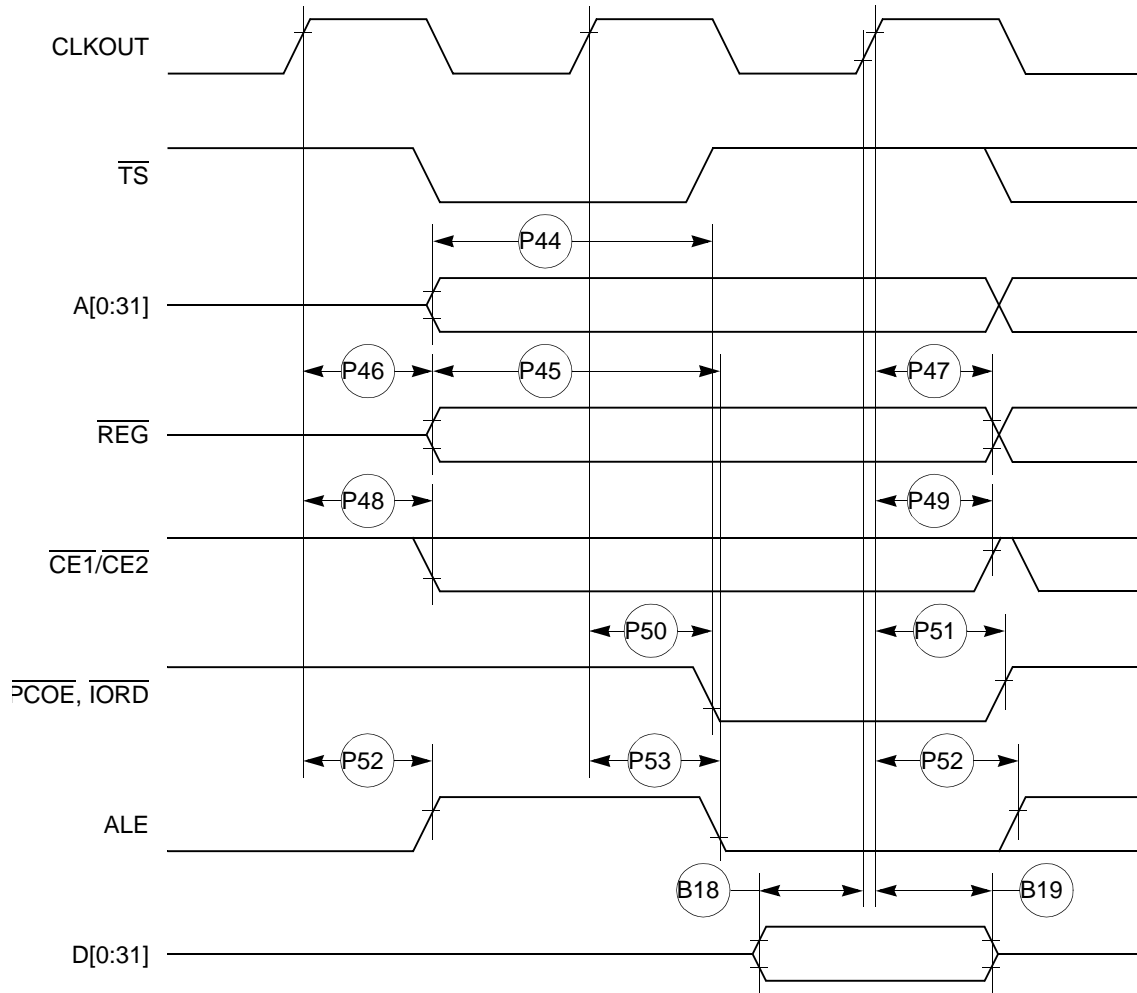 CLKOUT
TS
P44
A[0:31]
P46
P45
P47
REG
P48
P49
CE1/CE2
P50
P51
PCOE, IORD
P52
P53
P52
ALE
B18
B19
D[0:31]